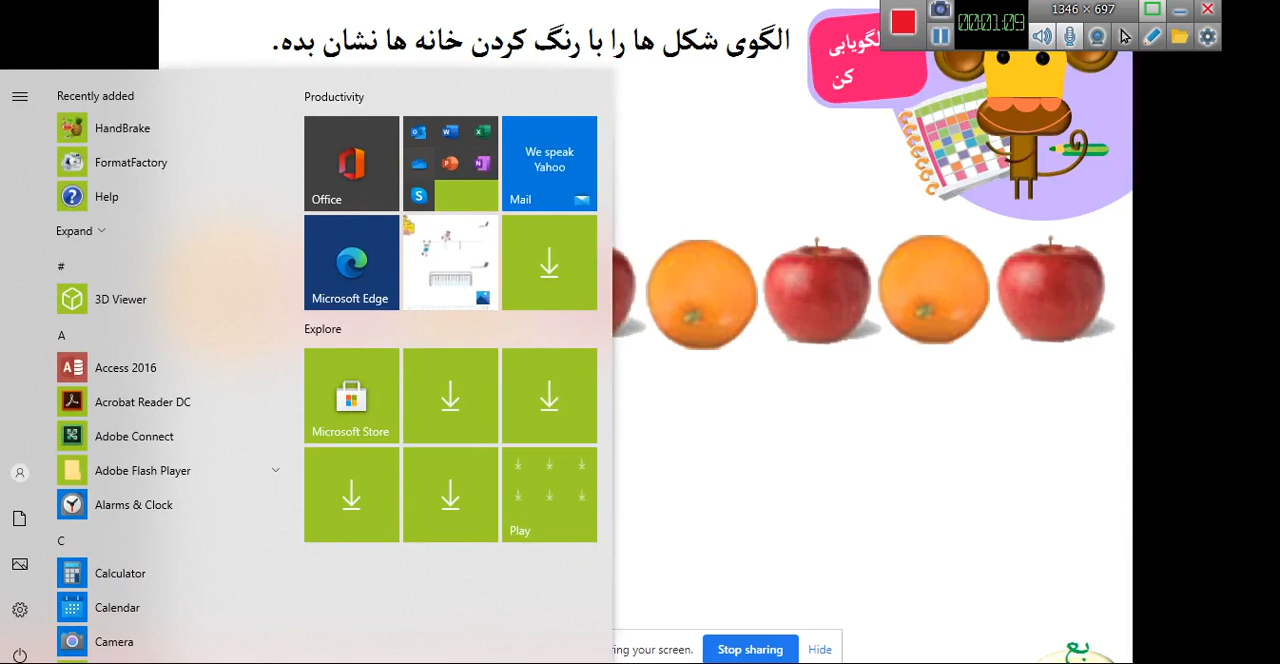 الگوی شکل ها را با رنگ کردن خانه ها نشان بده.
کن
00:01:09
1346 × 697
Recently added
HandBrake
FormatFactory
Help
Expand
#
3D Viewer
A
Access 2016
Acrobat Reader DC
Adobe Connect
Adobe Flash Player
Alarms & Clock
C
Calculator
Calendar
Camera
Productivity
Office
We speak
Yahoo
Mail
Microsoft Edge
Explore
Microsoft Store
Play
your screen.
Stop sharing
Hide